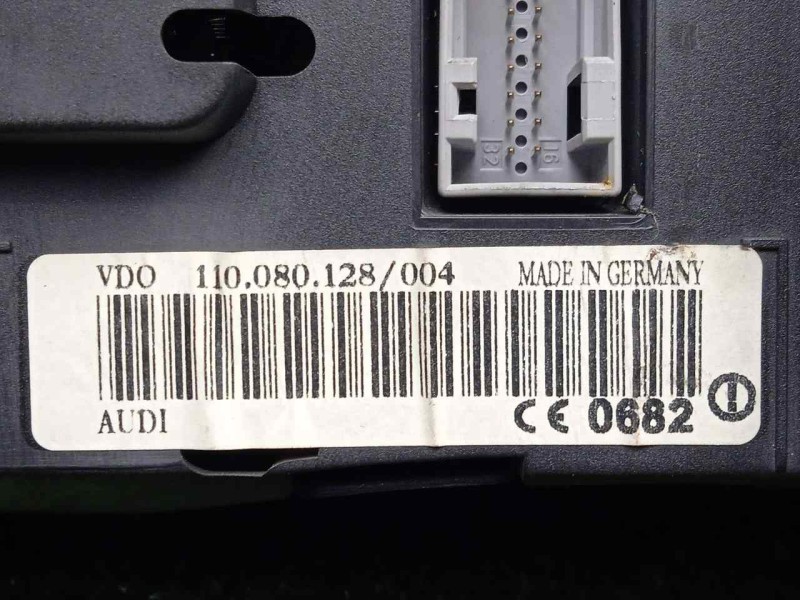 32 16
VDO 110.080.128/004 MADE IN GERMANY
AUDI CE 0682